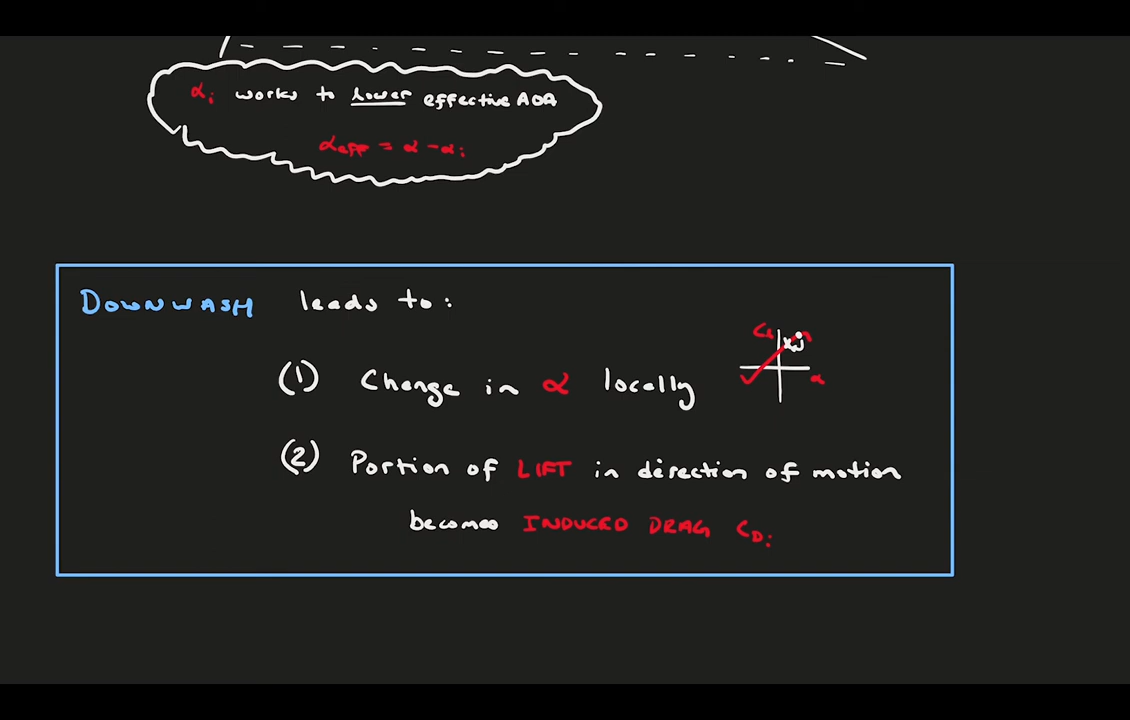 αi works to lower effective AOA
αeff = α - αi
DOWNWASH leads to:
(1) Change in α locally
CL
α
(2) Portion of LIFT in direction of motion
becomes INDUCED DRAG CDi